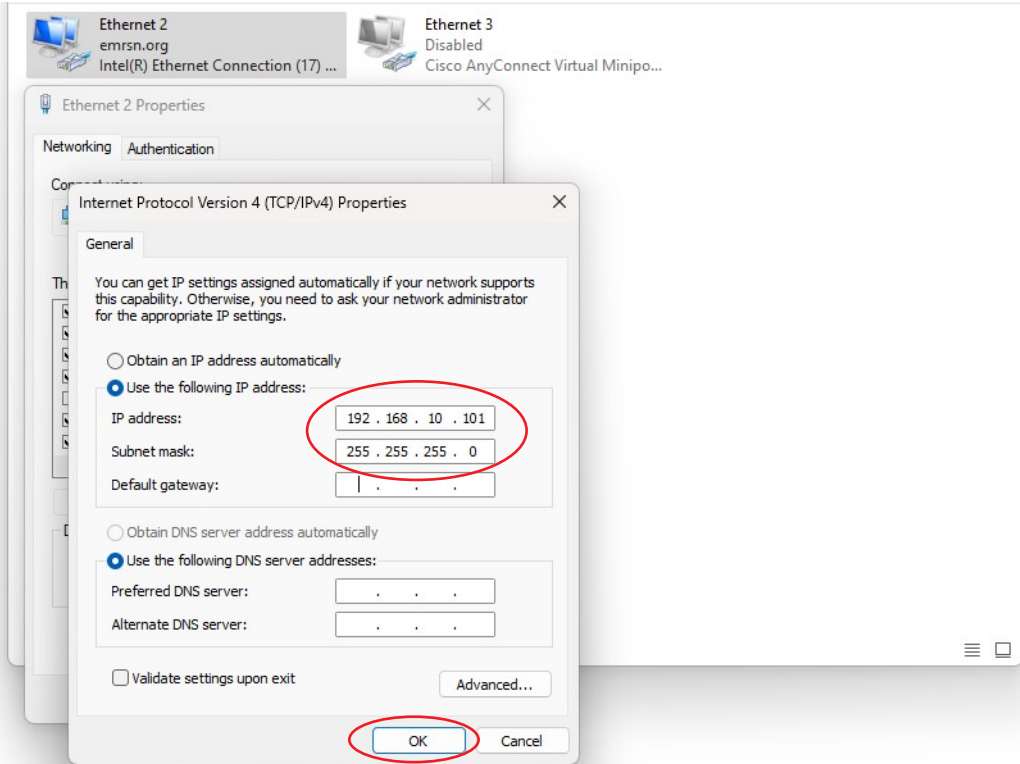 Ethernet 2
emrsn.org
Intel(R) Ethernet Connection (17) ...
Ethernet 3
Disabled
Cisco AnyConnect Virtual Minipo...
Ethernet 2 Properties
Networking
Authentication
Internet Protocol Version 4 (TCP/IPv4) Properties
General
You can get IP settings assigned automatically if your network supports
this capability. Otherwise, you need to ask your network administrator
for the appropriate IP settings.
Obtain an IP address automatically
Use the following IP address:
IP address: 192 . 168 . 10 . 101
Subnet mask: 255 . 255 . 255 . 0
Default gateway: . . .
Obtain DNS server address automatically
Use the following DNS server addresses:
Preferred DNS server: . . .
Alternate DNS server: . . .
Validate settings upon exit
Advanced...
OK
Cancel